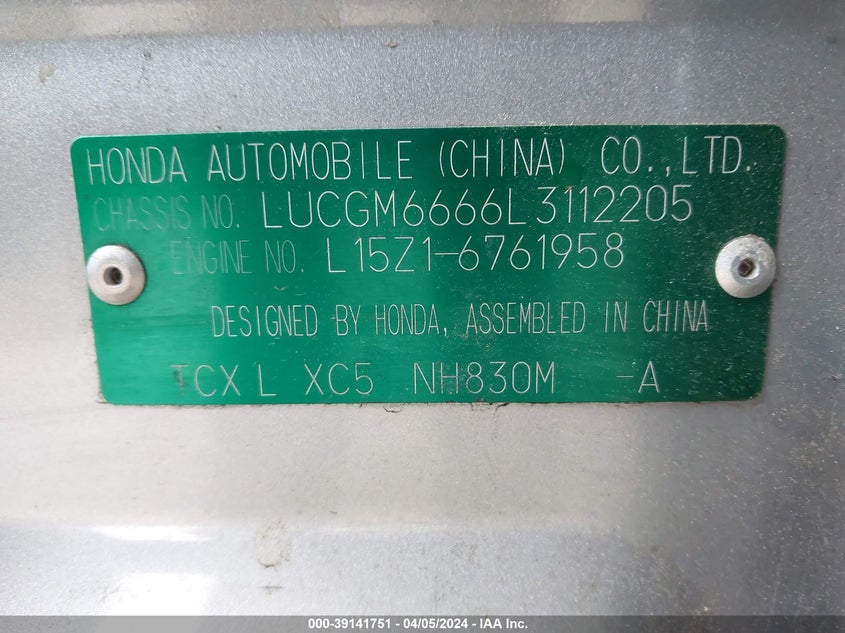 HONDA AUTOMOBILE (CHINA) CO.,LTD.
CHASSIS NO. LUCGM6666L3112205
ENGINE NO. L15Z1-6761958
DESIGNED BY HONDA, ASSEMBLED IN CHINA
TCX L XC5 NH830M -A
000-39141751 | 04/05/2024 - IAA Inc.